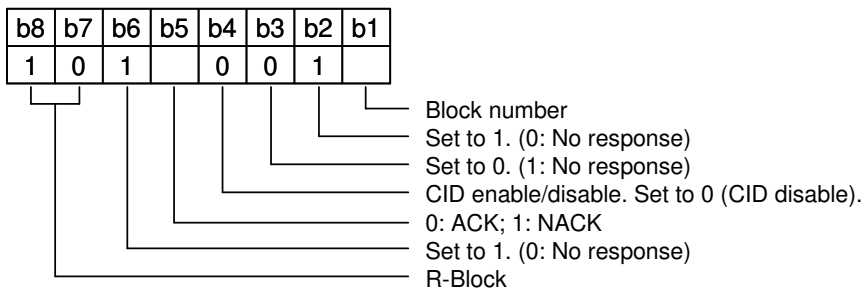 b8 b7 b6 b5 b4 b3 b2 b1
1 0 1 0 0 1
Block number
Set to 1. (0: No response)
Set to 0. (1: No response)
CID enable/disable. Set to 0 (CID disable).
0: ACK; 1: NACK
Set to 1. (0: No response)
R-Block